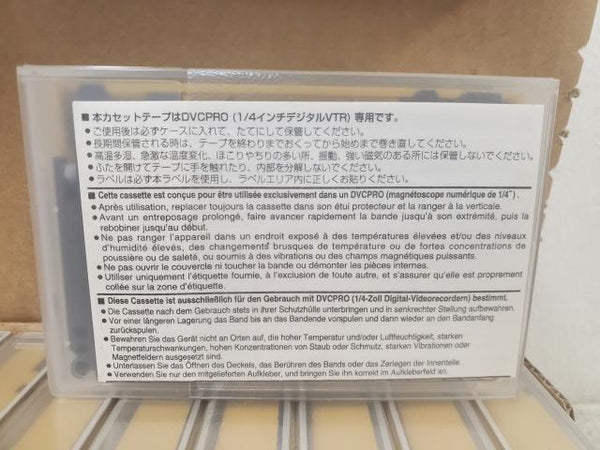 ■ 本カセットテープはDVCPRO (1/4インチデジタルVTR) 専用です。
● ご使用後は必ずケースに入れて、たてにして保管してください。
● 長期間保管される時は、テープを終わりまでおくってから始めまで巻き直してください。
● 高温多湿、急激な温度変化、ほこりやちりの多い所、振動、強い磁気のある所には保管しないでください。
● ふたを開けてテープに手を触れたり、内部を分解しないでください。
● ラベルは必ず本ラベルを使用し、ラベルエリア内に正しくお貼りください。
■ Cette cassette est conçue pour être utilisée exclusivement dans un DVCPRO (magnétoscope numérique de 1/4").
● Après utilisation, replacer toujours la cassette dans son étui protecteur et la ranger à la verticale.
● Avant un entreposage prolongé, faire avancer rapidement la bande jusqu'à son extrémité, puis la
rebobiner jusqu'au début.
● Ne pas ranger l'appareil dans un endroit exposé à des températures élevées et/ou des niveaux
d'humidité élevés, des changements brusques de température ou de fortes concentrations de
poussière ou de saleté, ou soumis à des vibrations ou des champs magnétiques puissants.
● Ne pas ouvrir le couvercle ni toucher la bande ou démonter les pièces internes.
● Utiliser uniquement l'étiquette fournie, à l'exclusion de toute autre, et s'assurer qu'elle est proprement
collée sur la zone d'étiquette.
■ Diese Cassette ist ausschließlich für den Gebrauch mit DVCPRO (1/4-Zoll Digital-Videorecordern) bestimmt.
● Die Cassette nach dem Gebrauch stets in ihrer Schutzhülle unterbringen und in senkrechter Stellung aufbewahren.
● Vor einer längeren Lagerung das Band bis an das Bandende vorspulen und dann wieder an den Bandanfang
zurückspulen.
● Bewahren Sie das Gerät nicht an Orten auf, die hoher Temperatur und/oder Luftfeuchtigkeit, starken
Temperaturschwankungen, hohen Konzentrationen von Staub oder Schmutz, starken Vibrationen oder
Magnetfeldern ausgesetzt sind.
● Unterlassen Sie das Öffnen des Deckels, das Berühren des Bands oder das Zerlegen der Innenteile.
● Verwenden Sie nur den mitgelieferten Aufkleber, und bringen Sie ihn korrekt im Aufkleberfeld an.